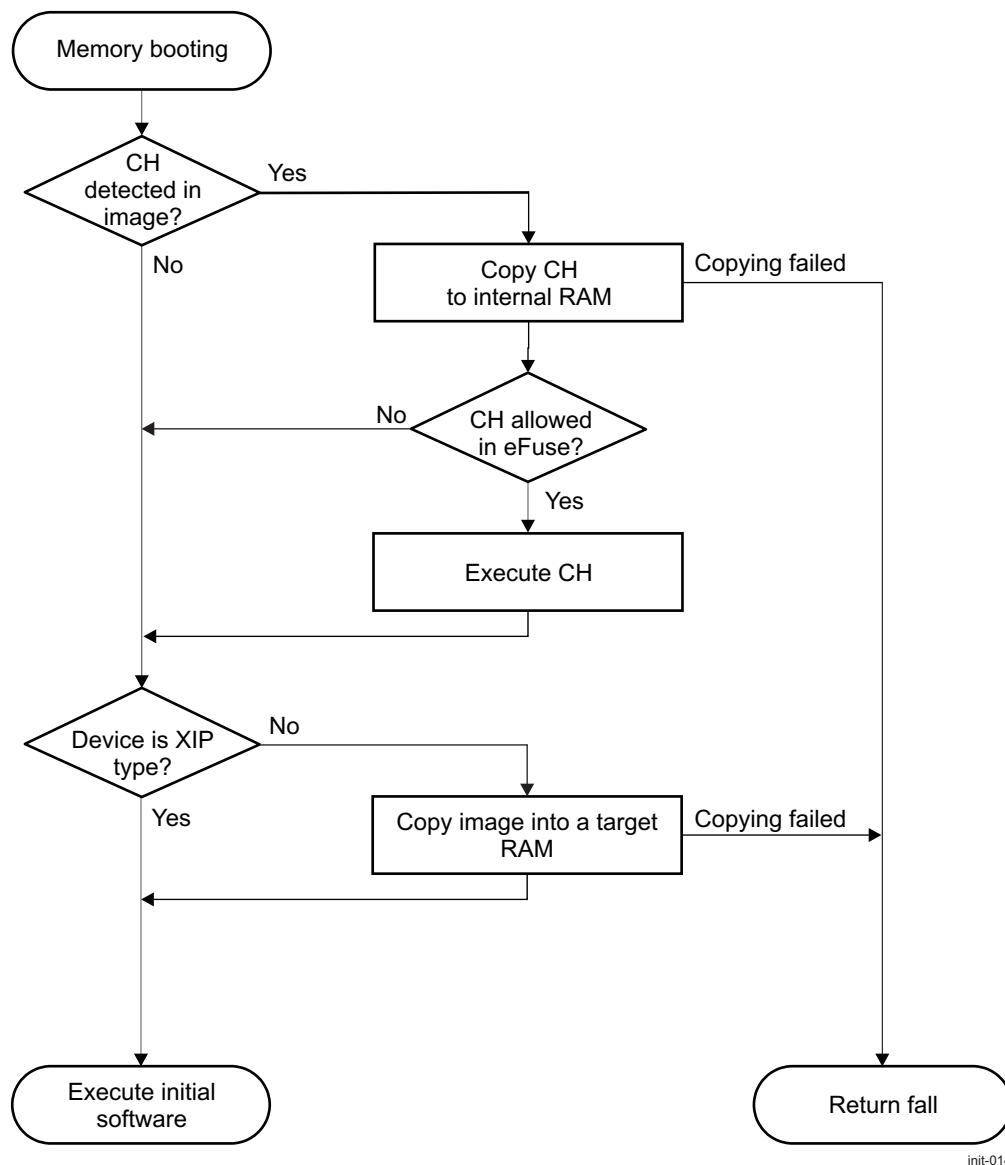 Memory booting
CH
detected in
image?
Yes
No
Copy CH
to internal RAM
Copying failed
No
CH allowed
in eFuse?
Yes
Execute CH
Device is XIP
type?
No
Yes
Copy image into a target
RAM
Copying failed
Execute initial
software
Return fall